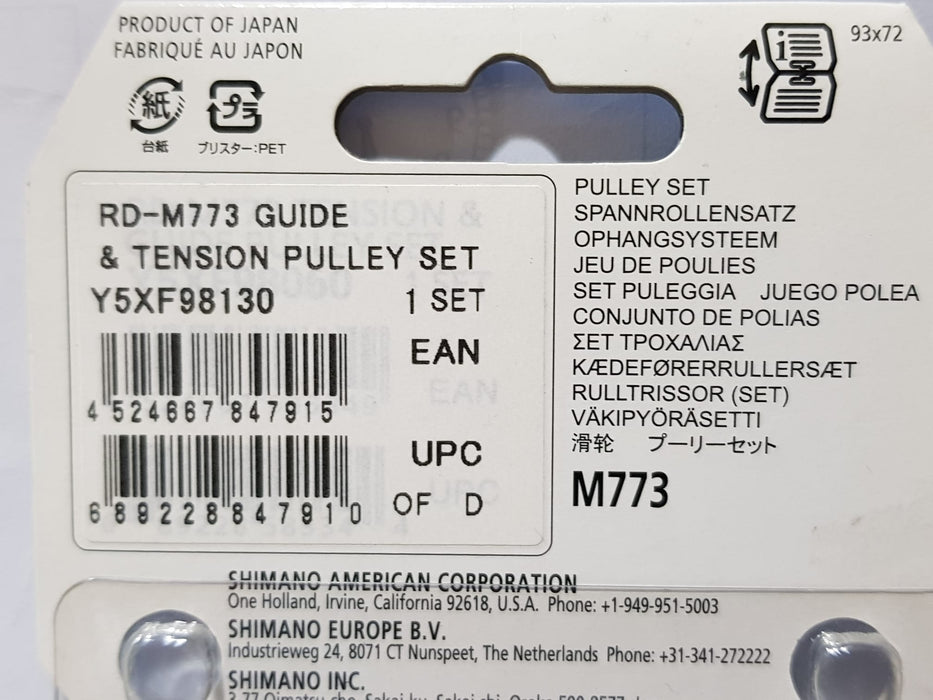 PRODUCT OF JAPAN
FABRIQUÉ AU JAPON
93x72
i
紙
プラ
台紙
ブリスター:PET
RD-M773 GUIDE
& TENSION PULLEY SET
Y5XF98130 1 SET
EAN
4 524667 847915
UPC
6 89228 84791 0
OF D
PULLEY SET
SPANNROLLENSATZ
OPHANGSYSTEEM
JEU DE POULIES
SET PULEGGIA JUEGO POLEA
CONJUNTO DE POLIAS
ΣΕΤ ΤΡΟΧΑΛΙΑΣ
KÆDEFØRERRULLERSÆT
RULLTRISSOR (SET)
VÄKIPYÖRÄSETTI
滑轮 プーリーセット
M773
SHIMANO AMERICAN CORPORATION
One Holland, Irvine, California 92618, U.S.A. Phone: +1-949-951-5003
SHIMANO EUROPE B.V.
Industrieweg 24, 8071 CT Nunspeet, The Netherlands Phone: +31-341-272222
SHIMANO INC.